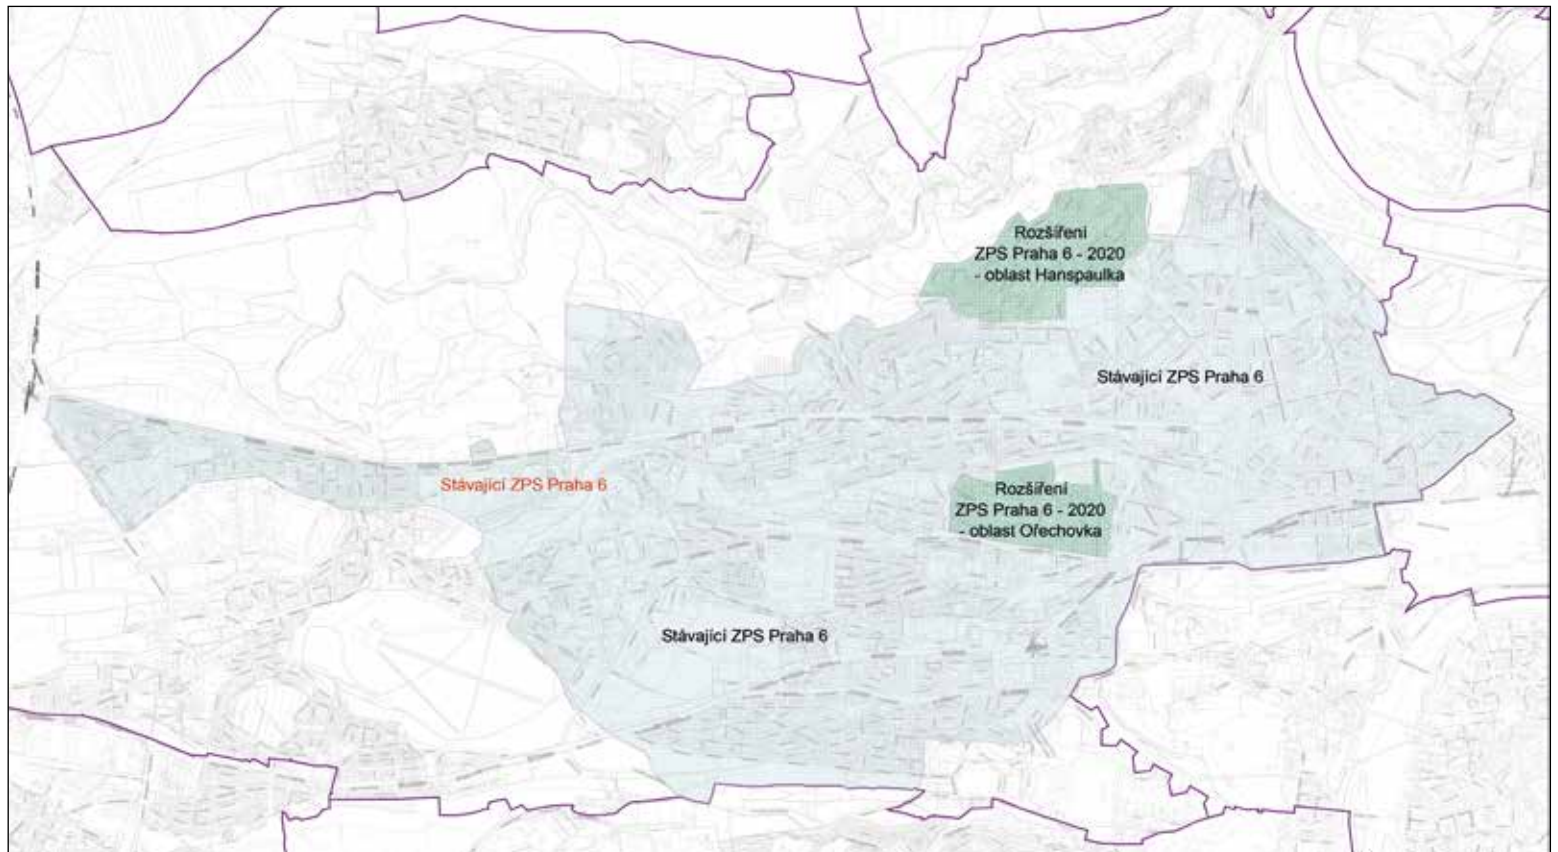 Rozšíření
ZPS Praha 6 - 2020
- oblast Hanspaulka
Stávající ZPS Praha 6
Stávající ZPS Praha 6
Rozšíření
ZPS Praha 6 - 2020
- oblast Ořechovka
Stávající ZPS Praha 6